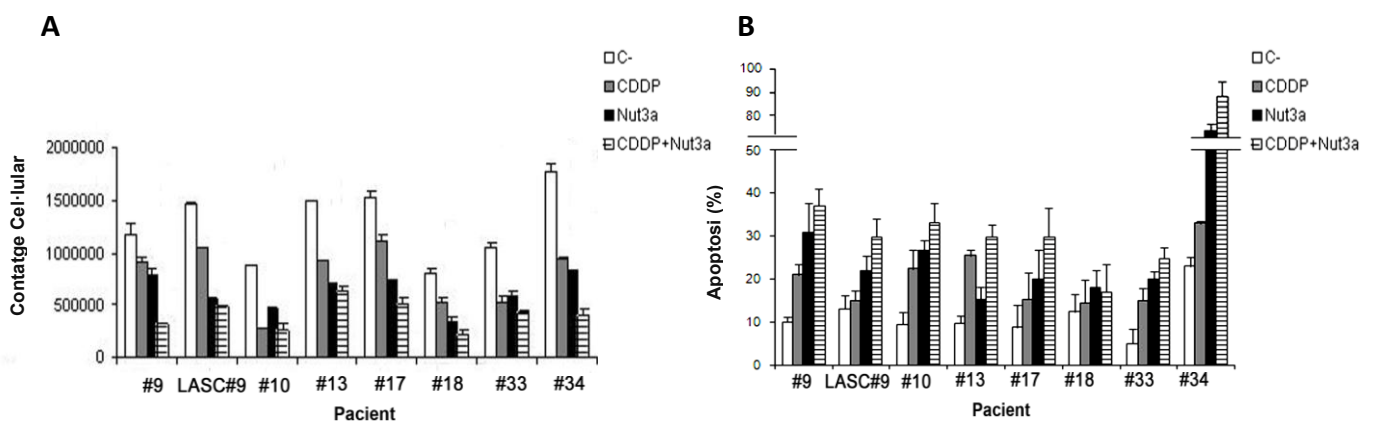 A
C-
CDDP
Nut3a
CDDP+Nut3a
2000000
1500000
1000000
500000
0
Contatge Cel·lular
#9 LASC#9 #10 #13 #17 #18 #33 #34
Pacient
B
C-
CDDP
Nut3a
CDDP+Nut3a
100
90
80
50
40
30
20
10
0
Apoptosi (%)
#9 LASC#9 #10 #13 #17 #18 #33 #34
Pacient